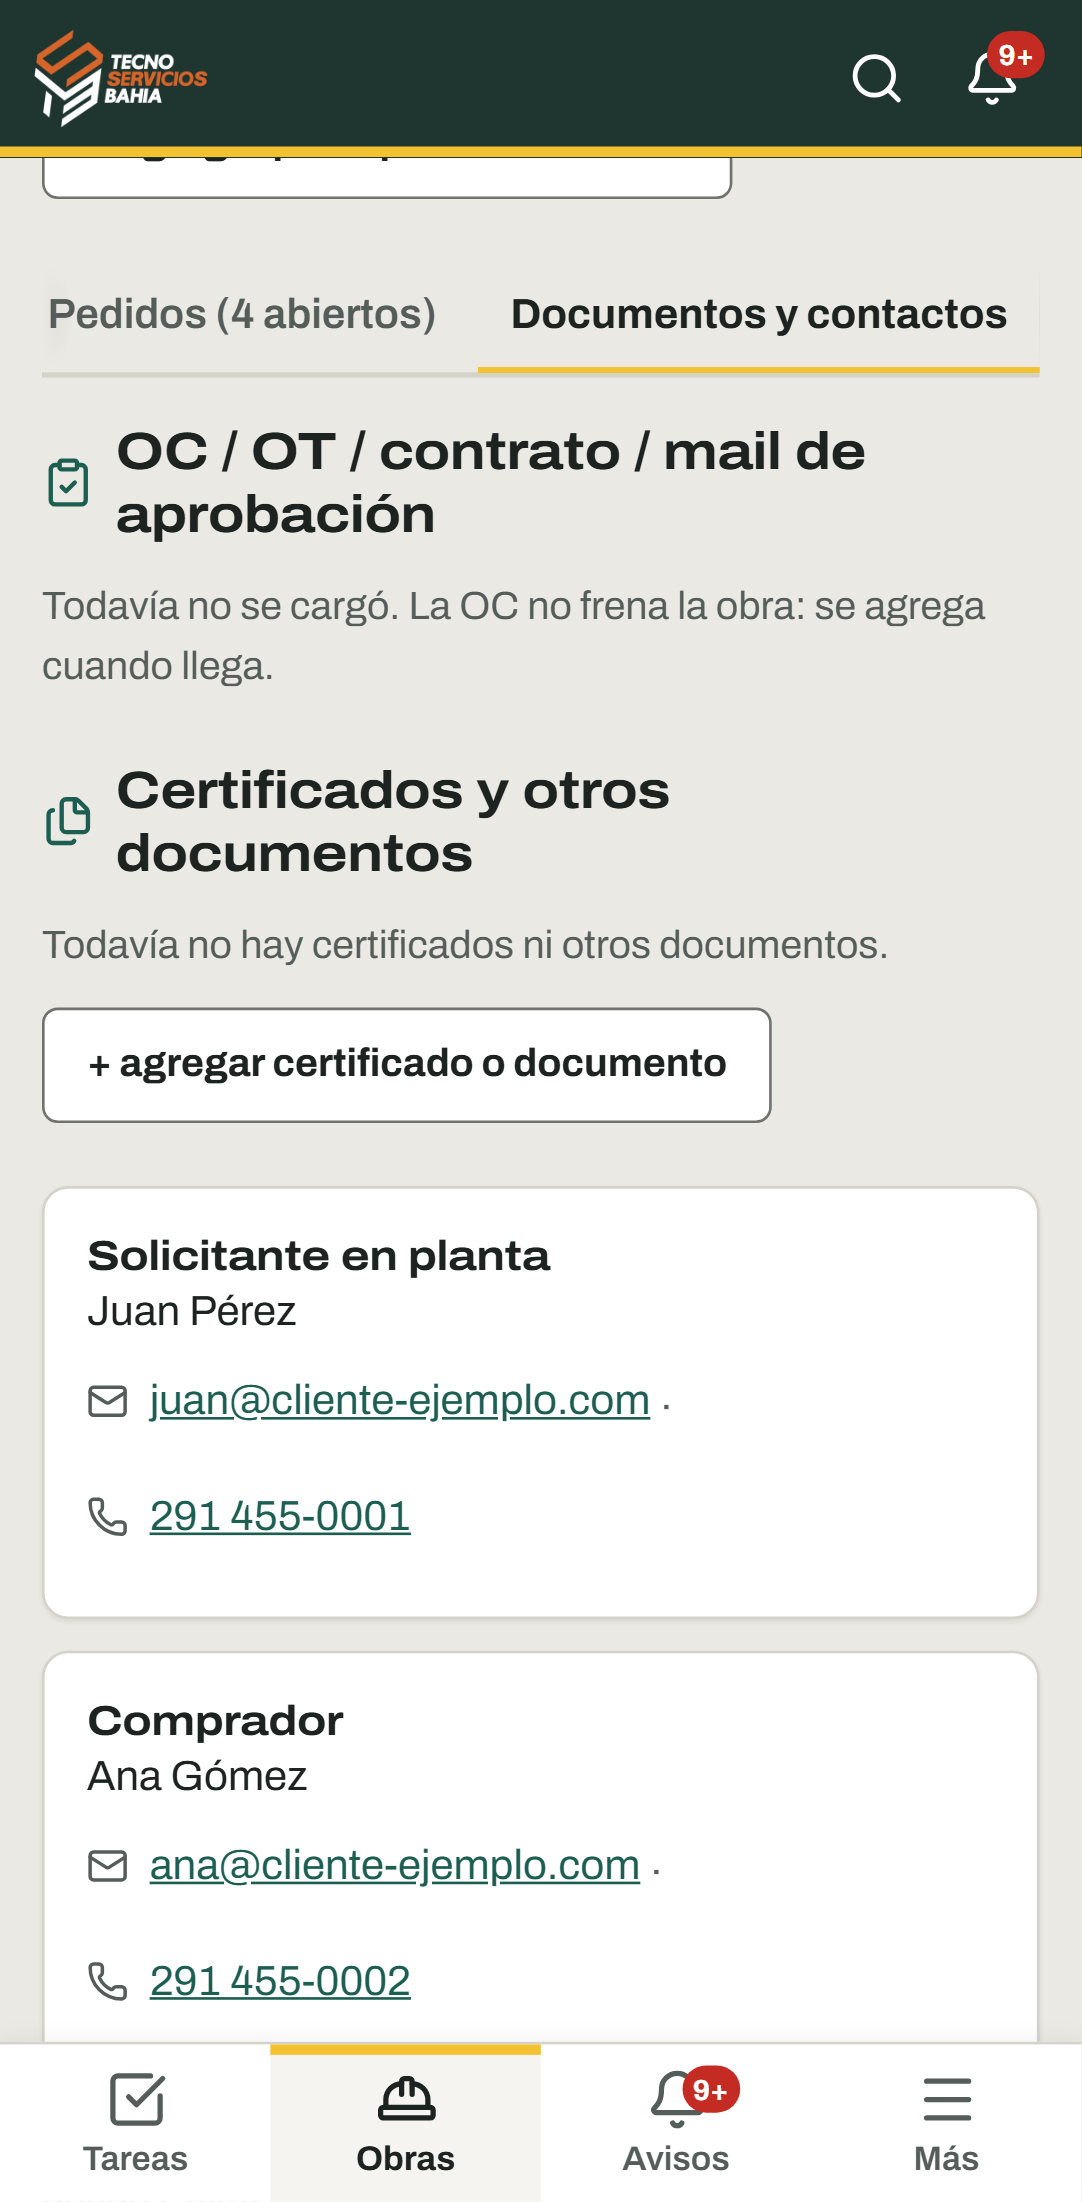 TECNO
SERVICIOS
BAHIA
9+
Pedidos (4 abiertos)
Documentos y contactos
OC / OT / contrato / mail de
aprobación
Todavía no se cargó. La OC no frena la obra: se agrega
cuando llega.
Certificados y otros
documentos
Todavía no hay certificados ni otros documentos.
+ agregar certificado o documento
Solicitante en planta
Juan Pérez
juan@cliente-ejemplo.com ·
291 455-0001
Comprador
Ana Gómez
ana@cliente-ejemplo.com ·
291 455-0002
9+
Tareas
Obras
Avisos
Más